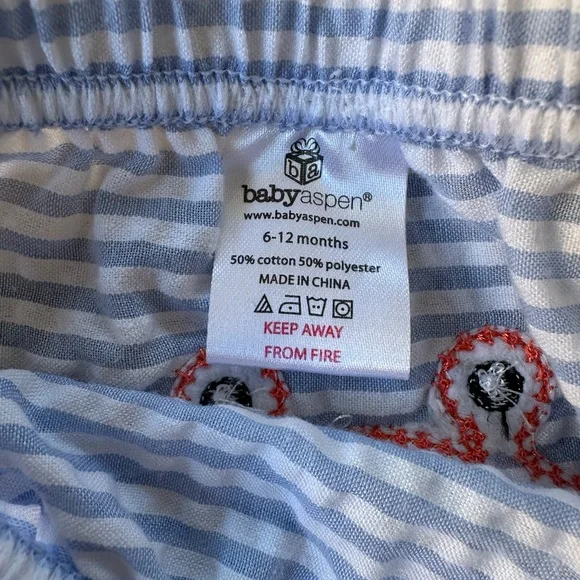 b a
babyaspen®
www.babyaspen.com
6-12 months
50% cotton 50% polyester
MADE IN CHINA
KEEP AWAY
FROM FIRE